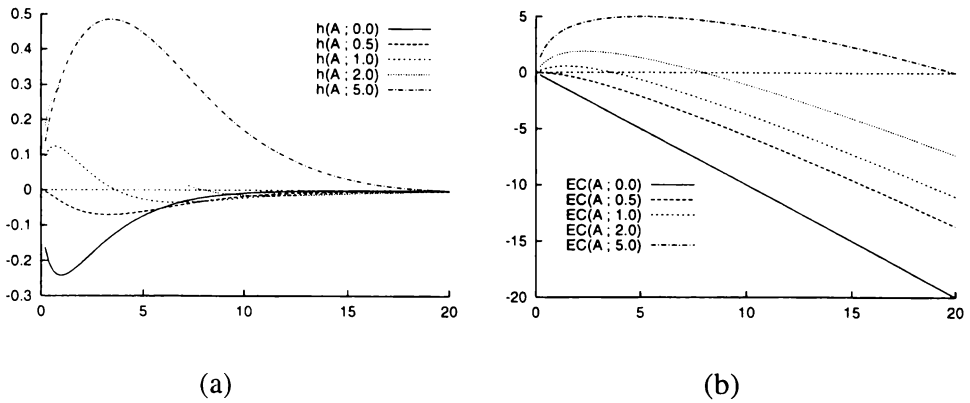 0.5
0.4
0.3
0.2
0.1
0
-0.1
-0.2
-0.3
0
5
10
15
20
h(A ; 0.0)
h(A ; 0.5)
h(A ; 1.0)
h(A ; 2.0)
h(A ; 5.0)
(a)
5
0
-5
-10
-15
-20
0
5
10
15
20
EC(A ; 0.0)
EC(A ; 0.5)
EC(A ; 1.0)
EC(A ; 2.0)
EC(A ; 5.0)
(b)